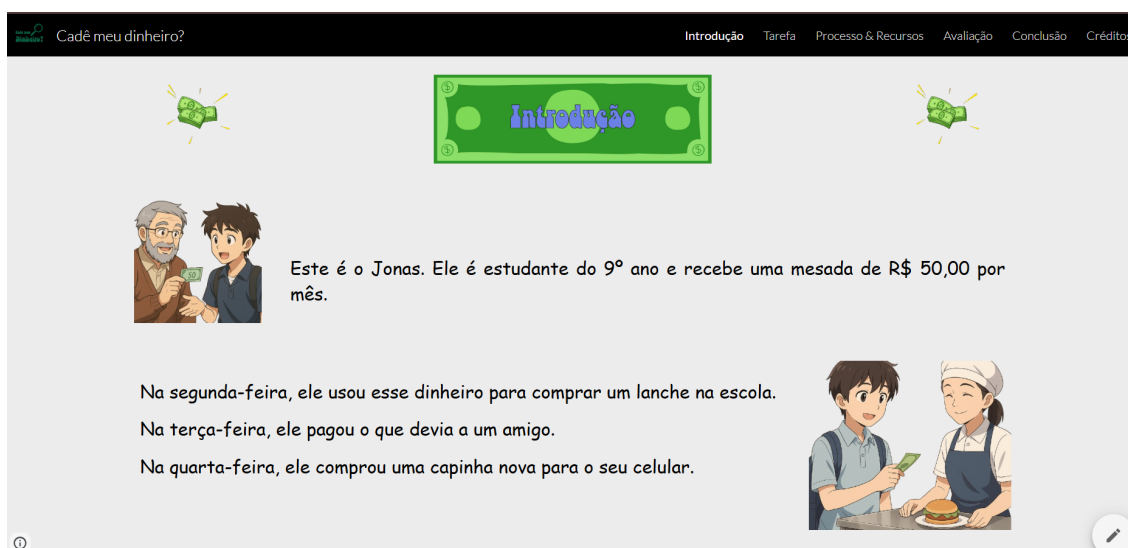 Cadê meu dinheiro?
Cadê meu dinheiro?
Introdução Tarefa Processo & Recursos Avaliação Conclusão Créditos
Introdução
50
Este é o Jonas. Ele é estudante do 9º ano e recebe uma mesada de R$ 50,00 por
mês.
Na segunda-feira, ele usou esse dinheiro para comprar um lanche na escola.
Na terça-feira, ele pagou o que devia a um amigo.
Na quarta-feira, ele comprou uma capinha nova para o seu celular.